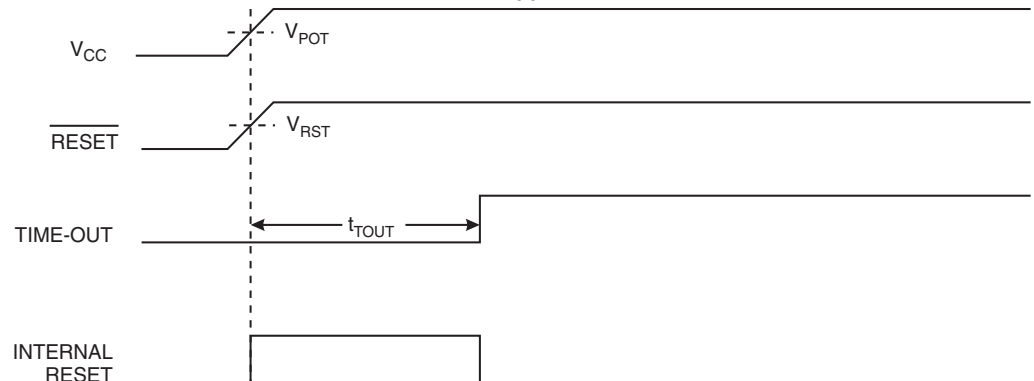 V_CC
V_POT
RESET
V_RST
TIME-OUT
t_TOUT
INTERNAL
RESET